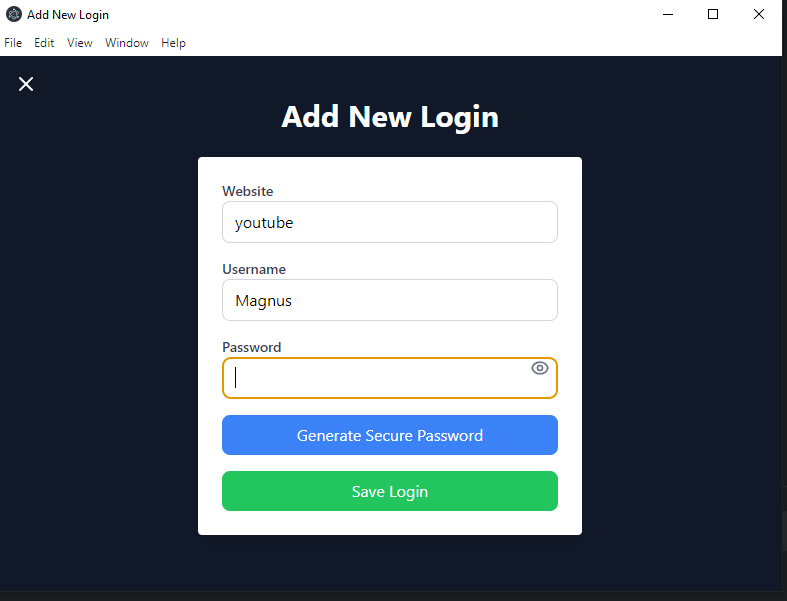 Add New Login
File Edit View Window Help
Add New Login
Website
youtube
Username
Magnus
Password
Generate Secure Password
Save Login